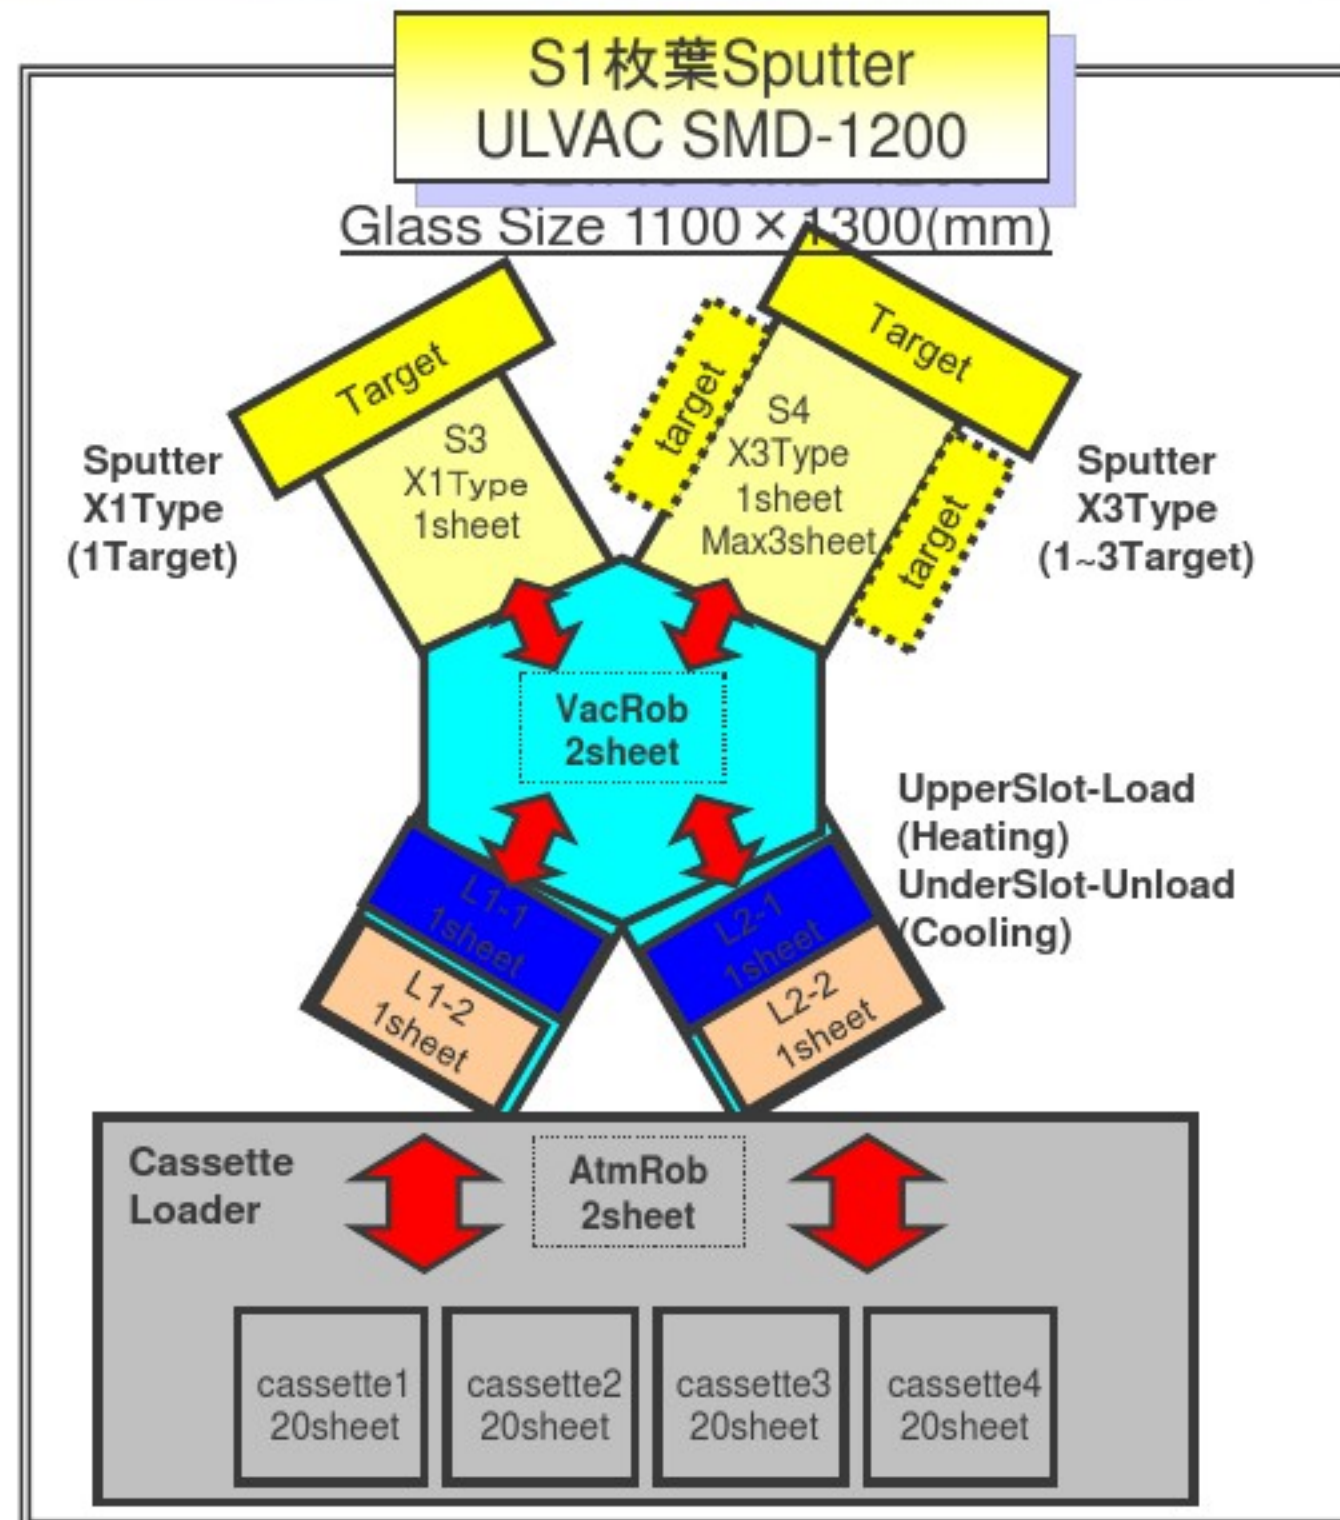 S1枚葉Sputter
ULVAC SMD-1200
Glass Size 1100×1300(mm)
Target
Target
target
target
S3
X1Type
1sheet
S4
X3Type
1sheet
Max3sheet
Sputter
X1Type
(1Target)
Sputter
X3Type
(1~3Target)
VacRob
2sheet
UpperSlot-Load
(Heating)
UnderSlot-Unload
(Cooling)
L1-1
1sheet
L1-2
1sheet
L2-1
1sheet
L2-2
1sheet
Cassette
Loader
AtmRob
2sheet
cassette1
20sheet
cassette2
20sheet
cassette3
20sheet
cassette4
20sheet